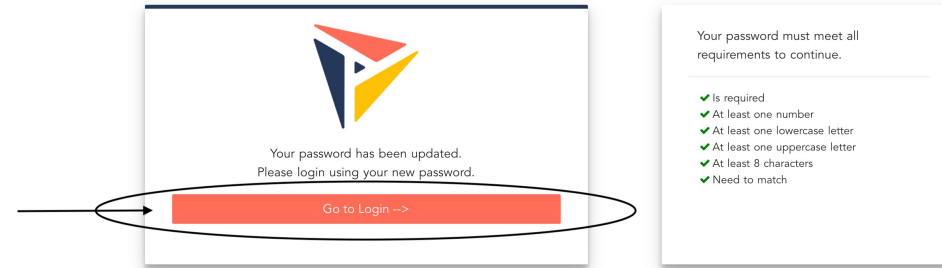 Your password has been updated.
Please login using your new password.
Go to Login -->
Your password must meet all
requirements to continue.
Is required
At least one number
At least one lowercase letter
At least one uppercase letter
At least 8 characters
Need to match